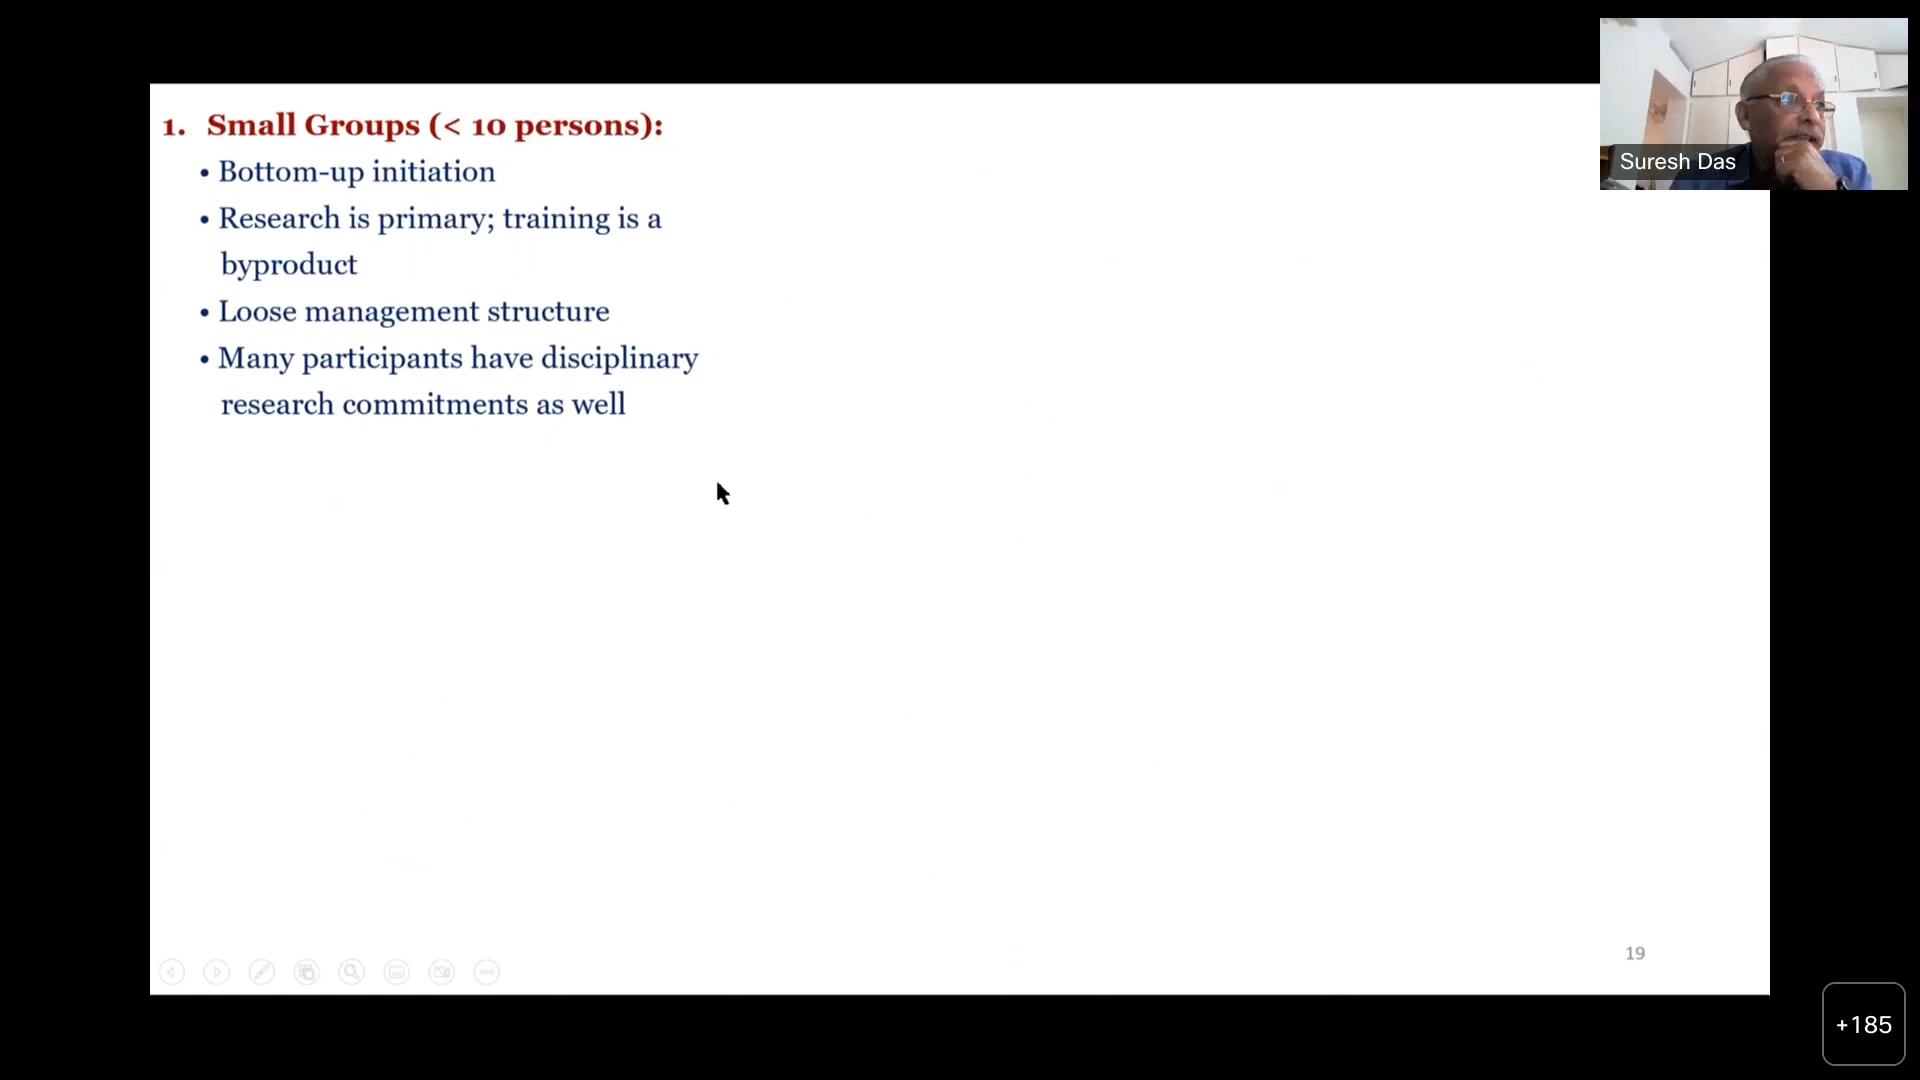 1. Small Groups (< 10 persons):
• Bottom-up initiation
• Research is primary; training is a
byproduct
• Loose management structure
• Many participants have disciplinary
research commitments as well
19
Suresh Das
+185